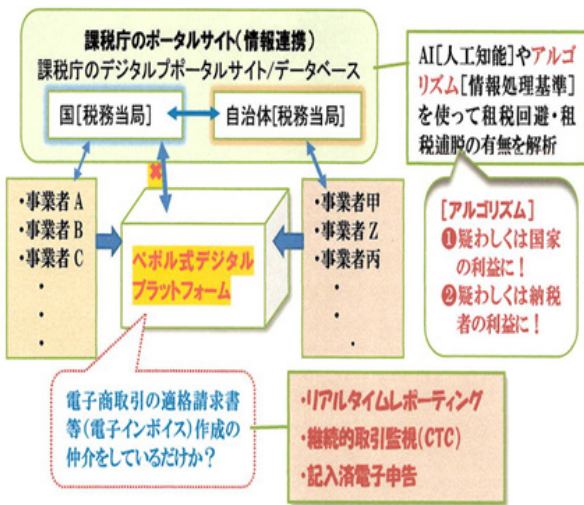 課税庁のポータルサイト(情報連携)
課税庁のデジタルプポータルサイト/データベース
国[税務当局]
自治体[税務当局]
AI[人工知能]やアルゴ
リズム[情報処理基準]
を使って租税回避・租
税逋脱の有無を解析
[アルゴリズム]
❶疑わしくは国家
の利益に!
❷疑わしくは納税
者の利益に!
✖
・事業者A
・事業者B
・事業者C
・
・
・
ペポル式デジタル
プラットフォーム
・事業者甲
・事業者Z
・事業者丙
・
・
・
電子商取引の適格請求書
等(電子インボイス)作成の
仲介をしているだけか?
・リアルタイムレポーティング
・継続的取引監視(CTC)
・記入済電子申告